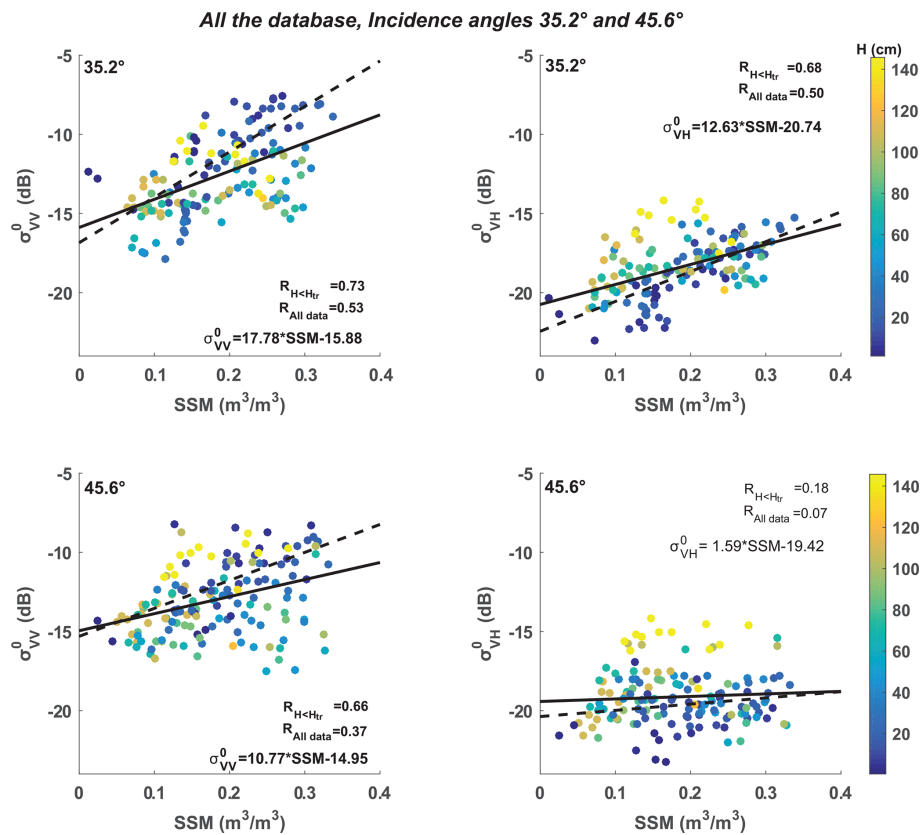 All the database, Incidence angles 35.2° and 45.6°
35.2°
-5
-10
-15
-20
σ⁰VV (dB)
R H<Htr =0.73
R All data =0.53
σ⁰VV=17.78*SSM-15.88
0 0.1 0.2 0.3 0.4
SSM (m³/m³)
35.2°
-5
-10
-15
-20
σ⁰VH (dB)
R H<Htr =0.68
R All data =0.50
σ⁰VH=12.63*SSM-20.74
0 0.1 0.2 0.3 0.4
SSM (m³/m³)
H (cm)
140
120
100
80
60
40
20
45.6°
-5
-10
-15
-20
σ⁰VV (dB)
R H<Htr =0.66
R All data =0.37
σ⁰VV=10.77*SSM-14.95
0 0.1 0.2 0.3 0.4
SSM (m³/m³)
45.6°
-5
-10
-15
-20
σ⁰VH (dB)
R H<Htr =0.18
R All data =0.07
σ⁰VH= 1.59*SSM-19.42
0 0.1 0.2 0.3 0.4
SSM (m³/m³)
140
120
100
80
60
40
20